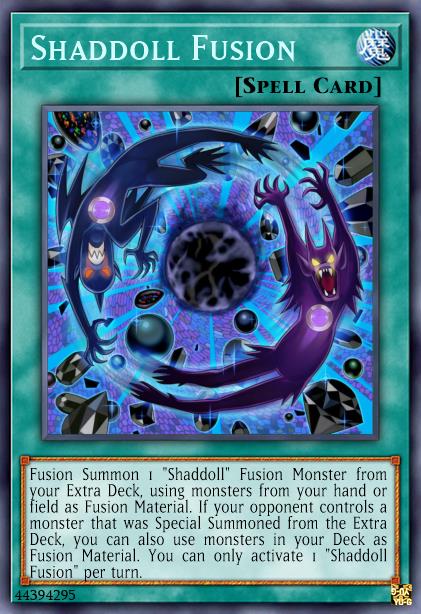 SHADDOLL FUSION
魔
[SPELL CARD]
Fusion Summon 1 "Shaddoll" Fusion Monster from
your Extra Deck, using monsters from your hand or
field as Fusion Material. If your opponent controls a
monster that was Special Summoned from the Extra
Deck, you can also use monsters in your Deck as
Fusion Material. You can only activate 1 "Shaddoll
Fusion" per turn.
44394295